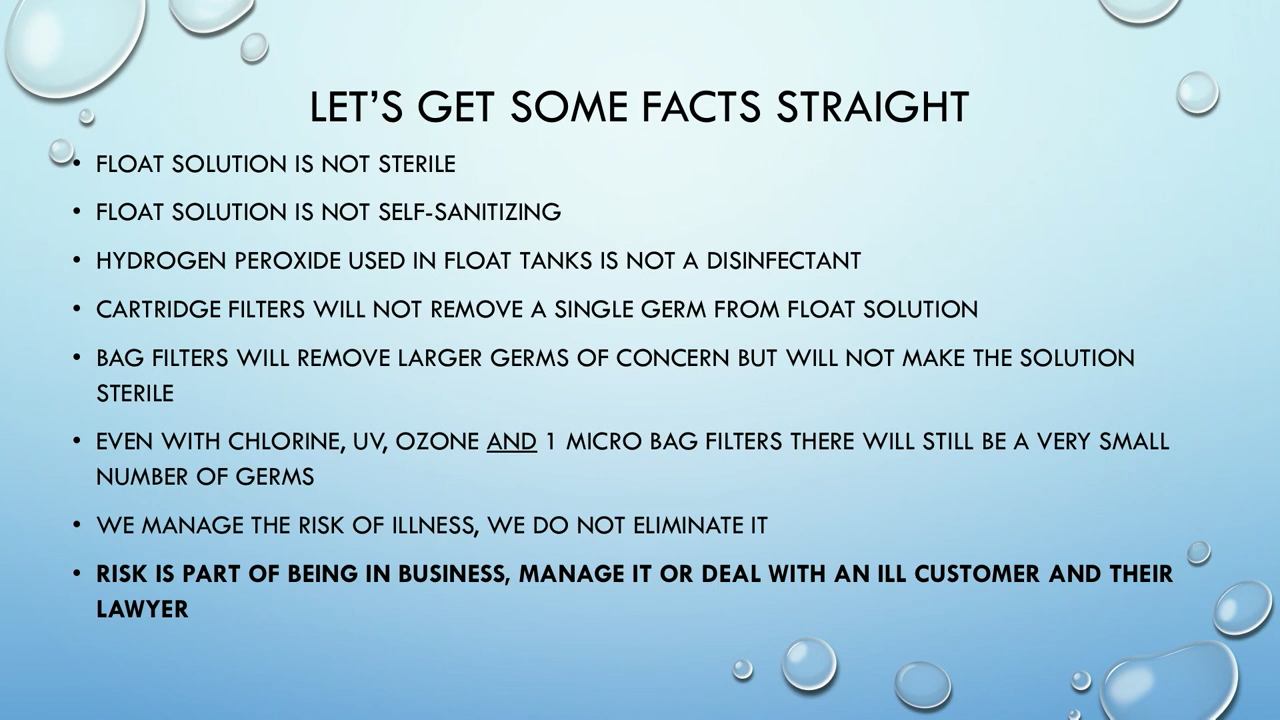 LET’S GET SOME FACTS STRAIGHT
• FLOAT SOLUTION IS NOT STERILE
• FLOAT SOLUTION IS NOT SELF-SANITIZING
• HYDROGEN PEROXIDE USED IN FLOAT TANKS IS NOT A DISINFECTANT
• CARTRIDGE FILTERS WILL NOT REMOVE A SINGLE GERM FROM FLOAT SOLUTION
• BAG FILTERS WILL REMOVE LARGER GERMS OF CONCERN BUT WILL NOT MAKE THE SOLUTION
STERILE
• EVEN WITH CHLORINE, UV, OZONE AND 1 MICRO BAG FILTERS THERE WILL STILL BE A VERY SMALL
NUMBER OF GERMS
• WE MANAGE THE RISK OF ILLNESS, WE DO NOT ELIMINATE IT
• RISK IS PART OF BEING IN BUSINESS, MANAGE IT OR DEAL WITH AN ILL CUSTOMER AND THEIR
LAWYER